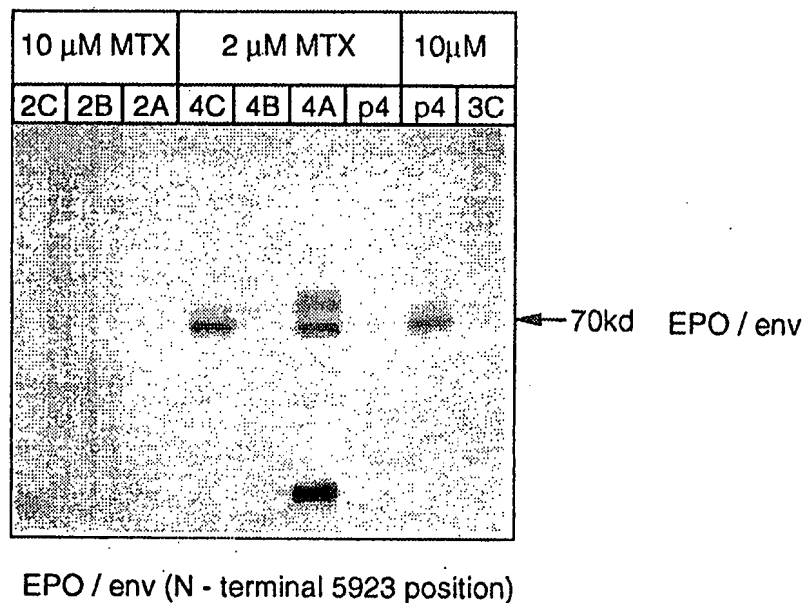 10 μM MTX 2 μM MTX 10μM
2C 2B 2A 4C 4B 4A p4 p4 3C
70kd EPO / env
EPO / env (N - terminal 5923 position)